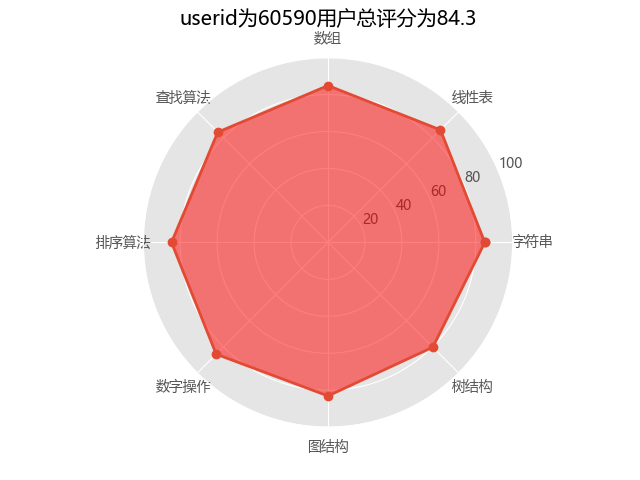 userid为60590用户总评分为84.3
数组
查找算法
线性表
100
80
60
40
20
排序算法
字符串
数字操作
树结构
图结构